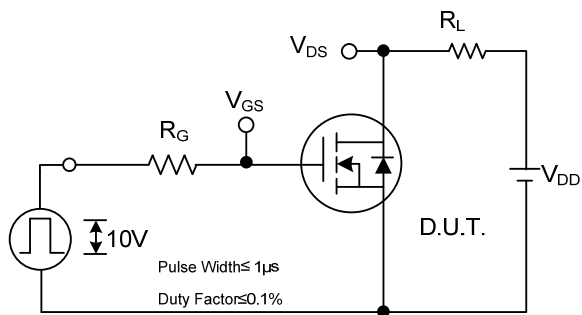 R_L
V_DS
V_GS
R_G
V_DD
D.U.T.
10V
Pulse Width≤ 1μs
Duty Factor≤0.1%